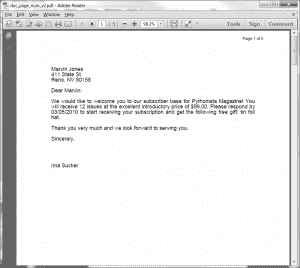 doc_page_num_v2.pdf - Adobe Reader
File Edit View Window Help
1 / 5
98,2%
Tools Sign Comment
Page 1 of 5
Marvin Jones
411 State St.
Reno, NV 80158
Dear Marvin:
We would like to welcome you to our subscriber base for Pythonista Magazine! You
will receive 12 issues at the excellent introductory price of $99.00. Please respond by
03/05/2010 to start receiving your subscription and get the following free gift: tin foil
hat.
Thank you very much and we look forward to serving you.
Sincerely,
Ima Sucker